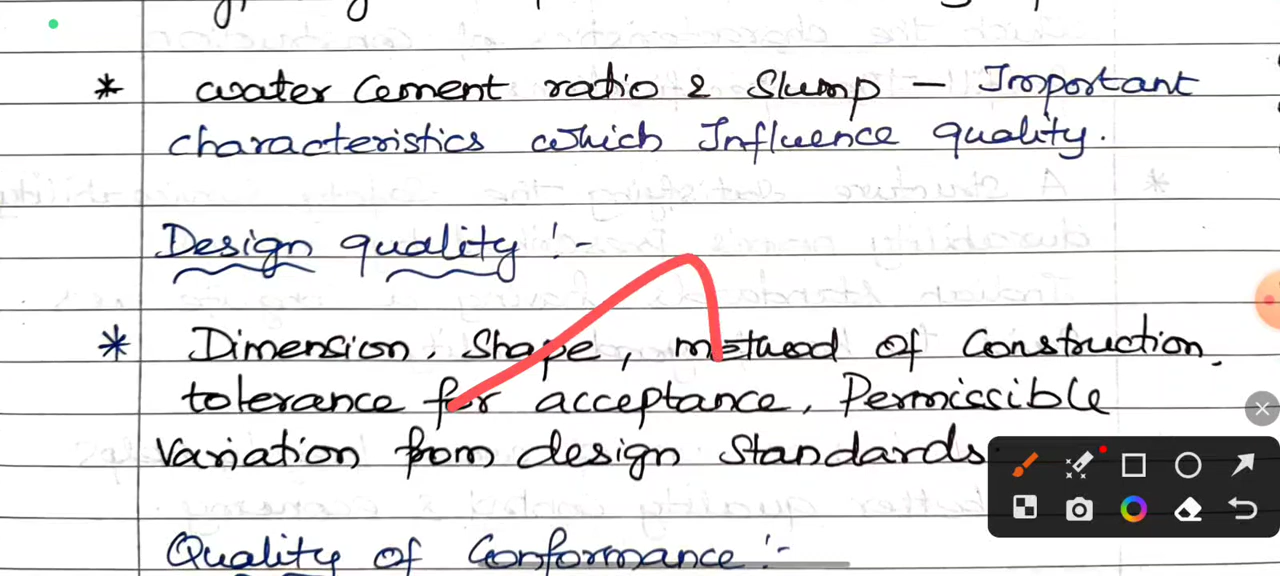 * water Cement ratio & Slump - Important
characteristics which Influence quality.
Design quality :-
* Dimension, Shape, method of Construction,
tolerance for acceptance, Permissible
Variation from design Standards
Quality of Conformance :-